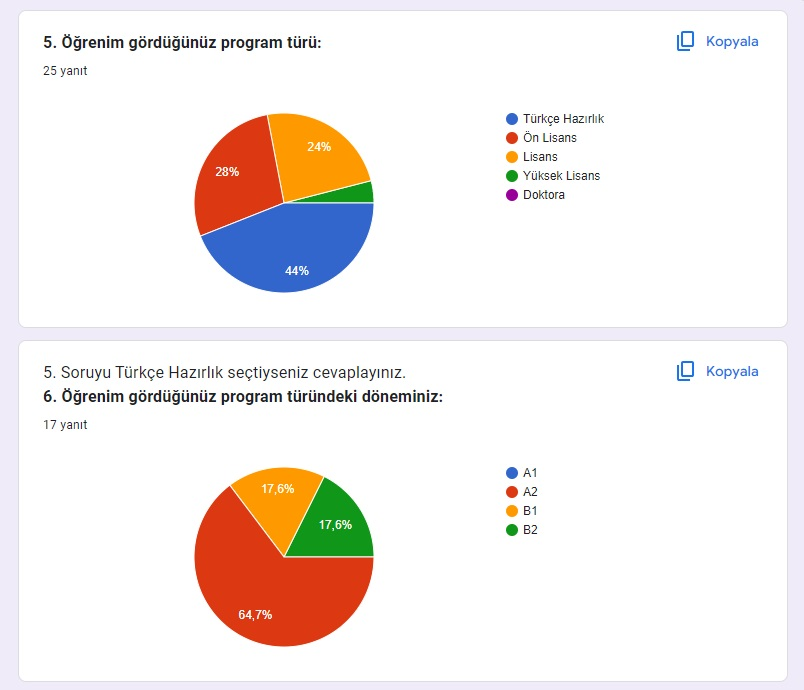 5. Öğrenim gördüğünüz program türü:
Kopyala
25 yanıt
24%
28%
44%
Türkçe Hazırlık
Ön Lisans
Lisans
Yüksek Lisans
Doktora
5. Soruyu Türkçe Hazırlık seçtiyseniz cevaplayınız.
Kopyala
6. Öğrenim gördüğünüz program türündeki döneminiz:
17 yanıt
17,6%
17,6%
64,7%
A1
A2
B1
B2